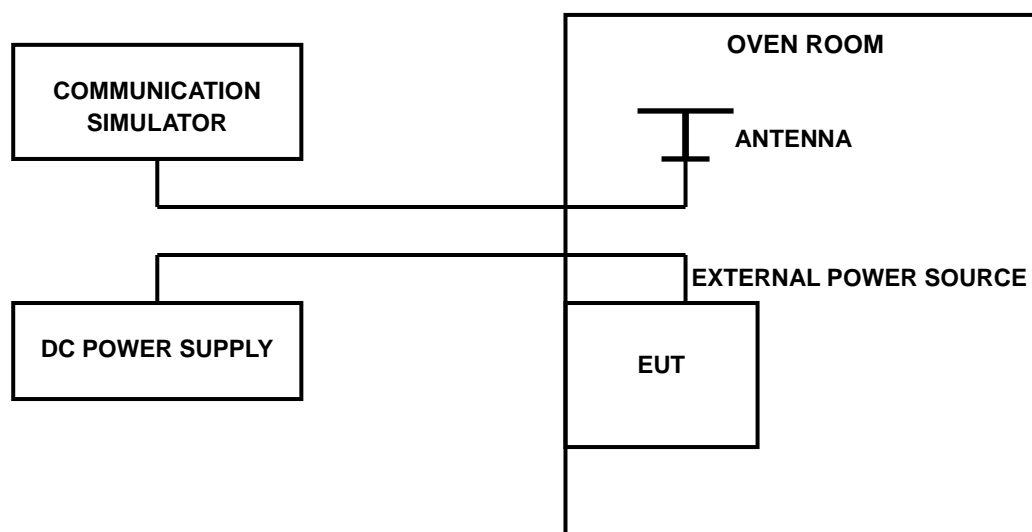 OVEN ROOM
COMMUNICATION
SIMULATOR
ANTENNA
EXTERNAL POWER SOURCE
DC POWER SUPPLY
EUT